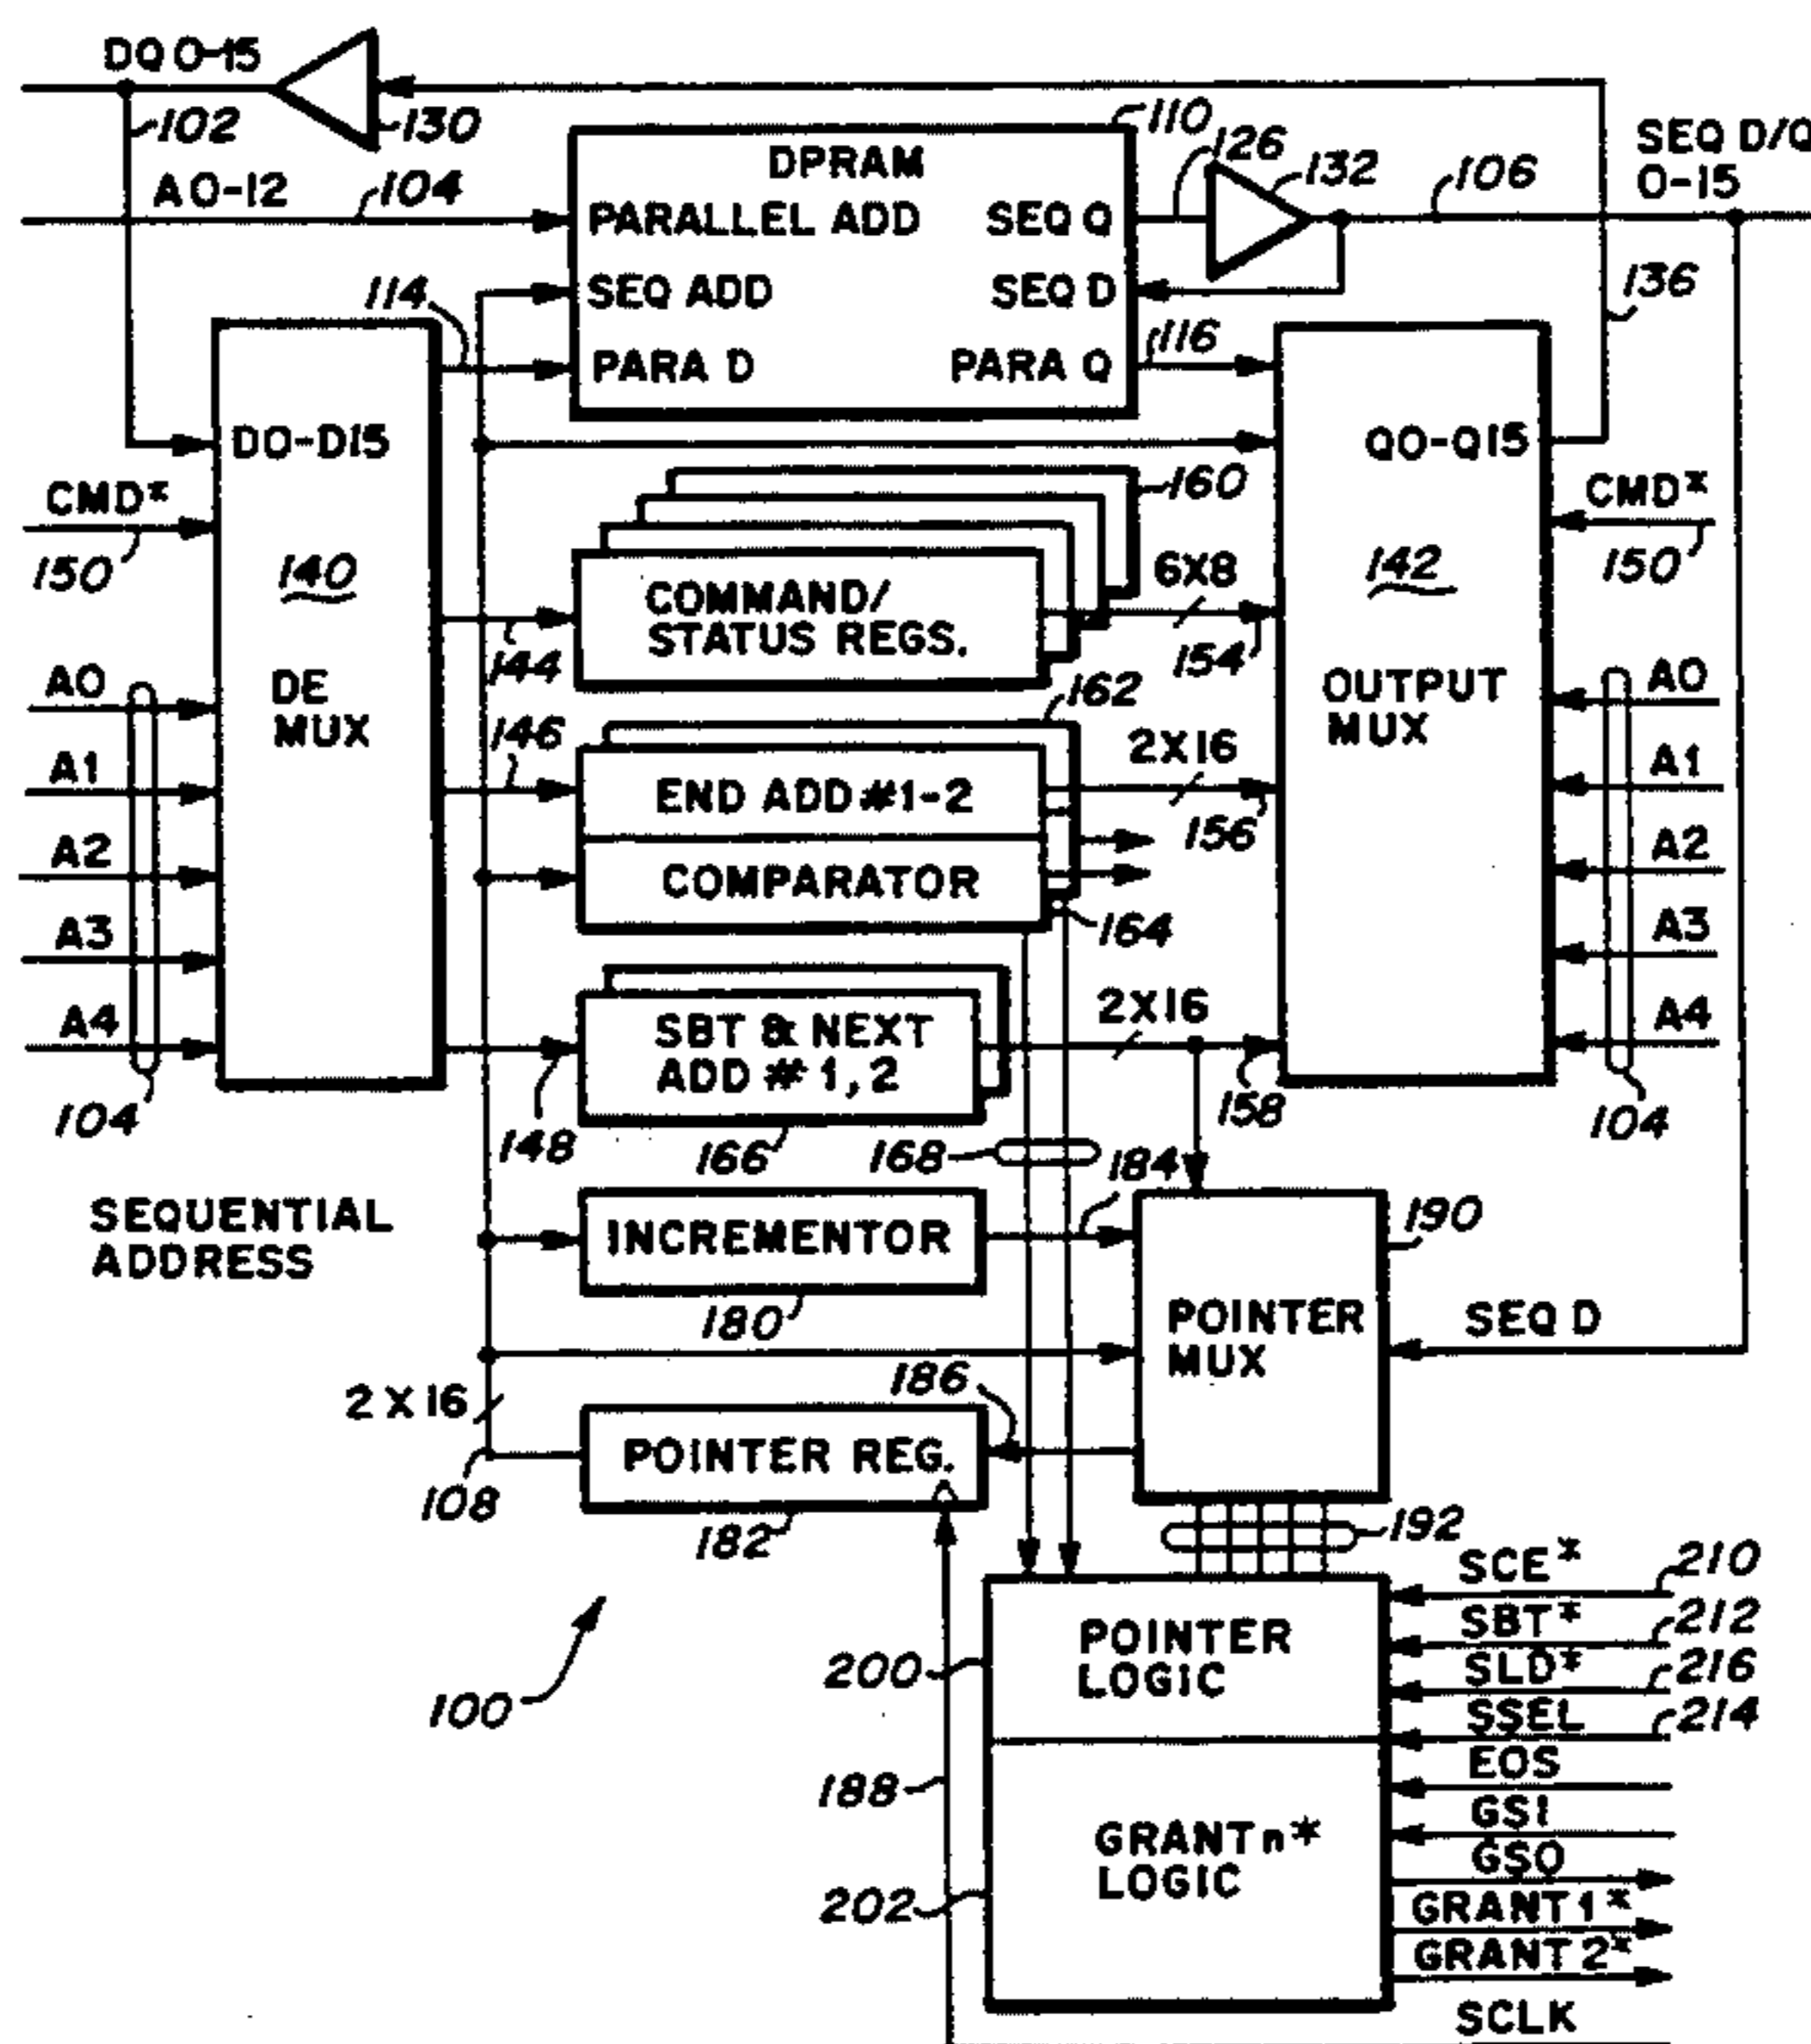 DQ 0-15
102
130
110
DPRAM
126
132
106
SEQ D/Q
0-15
A0-12
104
PARALLEL ADD
SEQ Q
136
114
SEQ ADD
SEQ D
116
PARA D
PARA Q
D0-D15
Q0-Q15
CMD*
150
160
CMD*
150
140
6X8
142
COMMAND/
STATUS REGS.
144
154
A0
DE
MUX
162
OUTPUT
MUX
A0
A1
146
2X16
A1
END ADD #1-2
156
A2
COMPARATOR
A2
A3
164
A3
A4
SBT & NEXT
ADD # 1, 2
2X16
A4
104
148
166
168
184
158
104
SEQUENTIAL
ADDRESS
INCREMENTOR
190
180
POINTER
MUX
SEQ D
2 X 16
186
POINTER REG.
108
182
192
SCE*
210
SBT*
212
200
POINTER
LOGIC
SLD*
216
100
SSEL
214
EOS
188
GRANTn*
LOGIC
GSI
GSO
202
GRANT 1*
GRANT 2*
SCLK